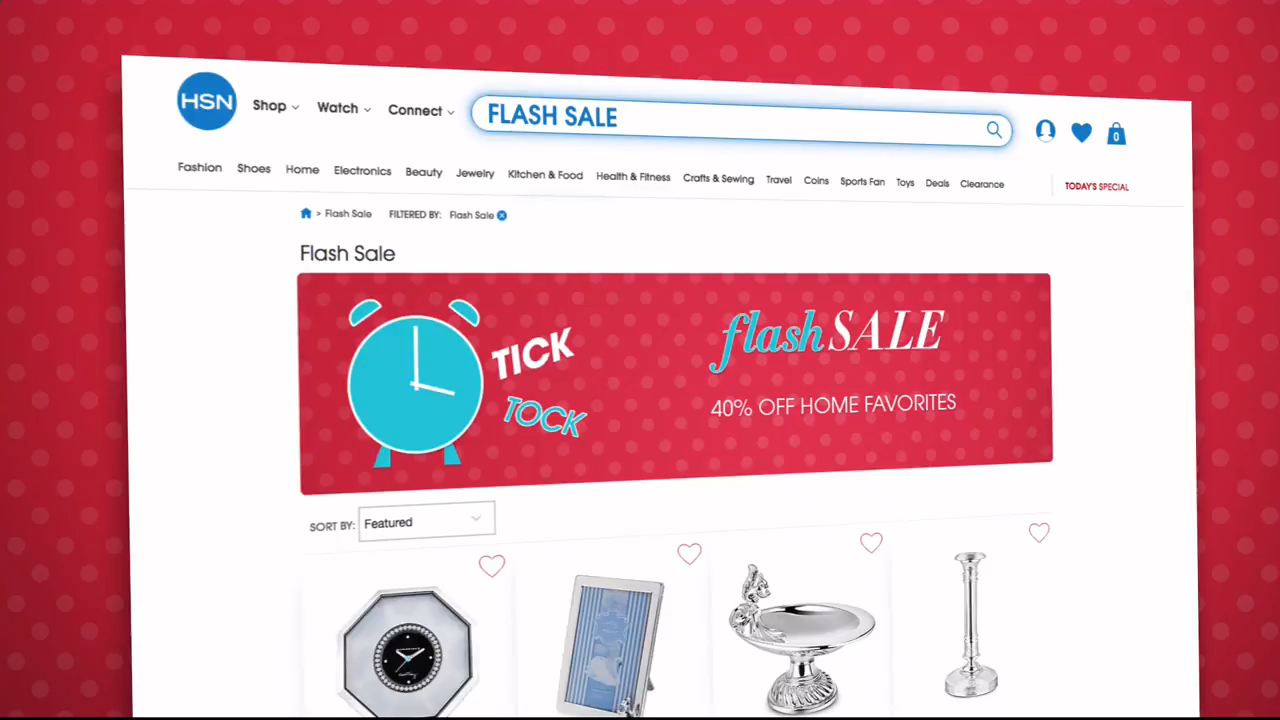 HSN
Shop Watch Connect
FLASH SALE
0
Fashion Shoes Home Electronics Beauty Jewelry Kitchen & Food Health & Fitness Crafts & Sewing Travel Coins Sports Fan Toys Deals Clearance
TODAY'S SPECIAL
> Flash Sale FILTERED BY: Flash Sale
Flash Sale
TICK
TOCK
flash SALE
40% OFF HOME FAVORITES
SORT BY: Featured